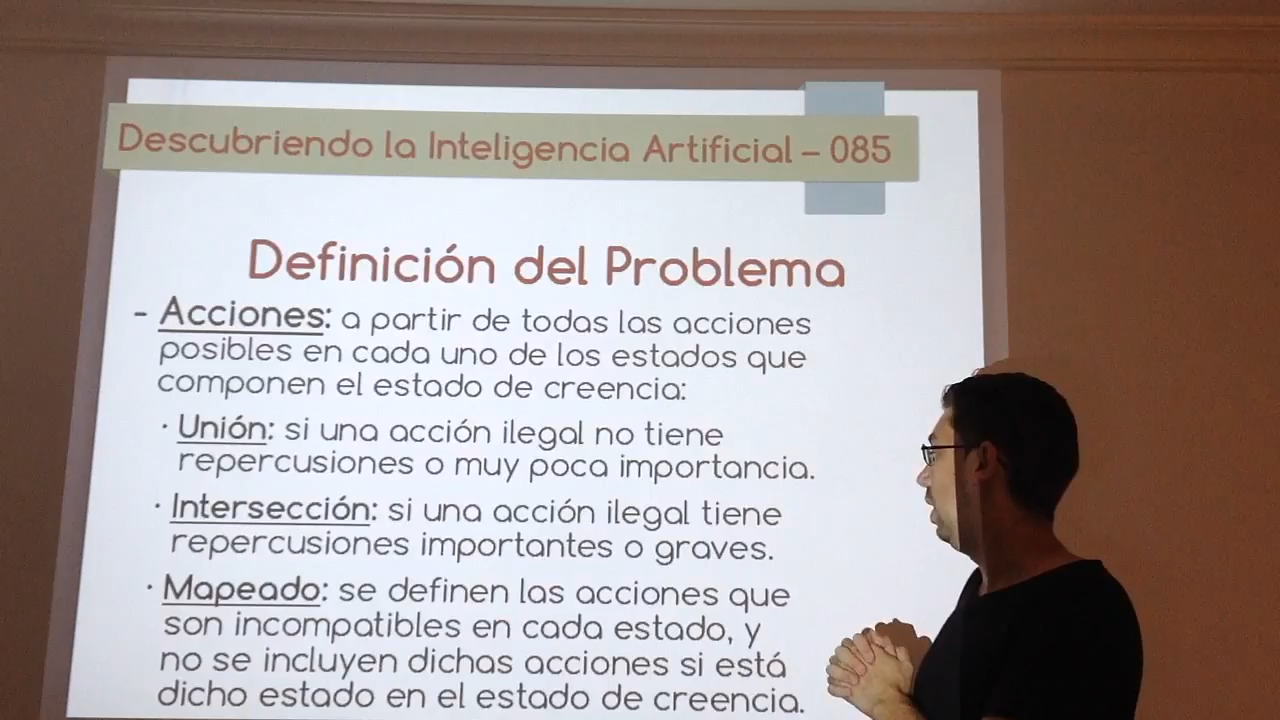 Descubriendo la Inteligencia Artificial – 085
Definición del Problema
- Acciones: a partir de todas las acciones
posibles en cada uno de los estados que
componen el estado de creencia:
· Unión: si una acción ilegal no tiene
repercusiones o muy poca importancia.
· Intersección: si una acción ilegal tiene
repercusiones importantes o graves.
· Mapeado: se definen las acciones que
son incompatibles en cada estado, y
no se incluyen dichas acciones si está
dicho estado en el estado de creencia.